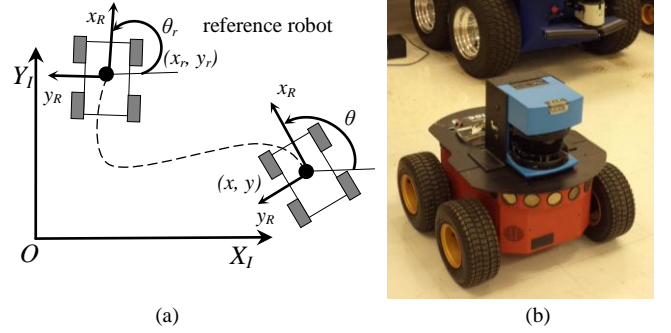 x_R
θ_r
reference robot
(x_r, y_r)
Y_I
y_R
x_R
θ
(x, y)
y_R
O
X_I
(a)
(b)